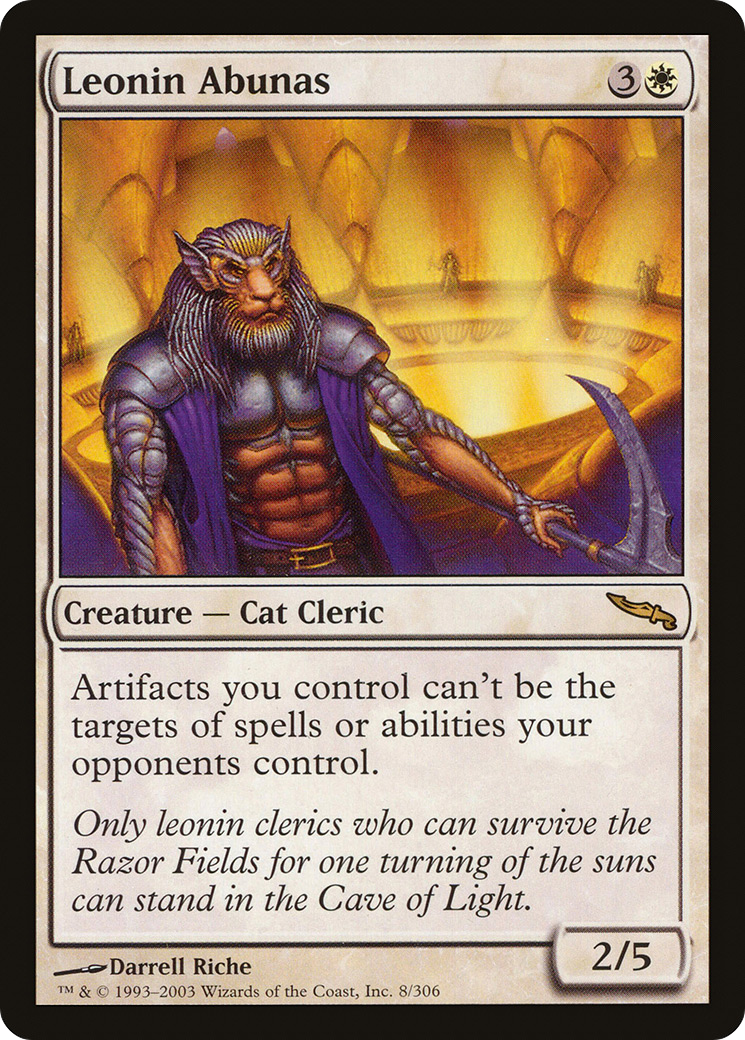 Leonin Abunas
3
Creature — Cat Cleric
Artifacts you control can't be the
targets of spells or abilities your
opponents control.
Only leonin clerics who can survive the
Razor Fields for one turning of the suns
can stand in the Cave of Light.
2/5
Darrell Riche
™ & © 1993–2003 Wizards of the Coast, Inc. 8/306